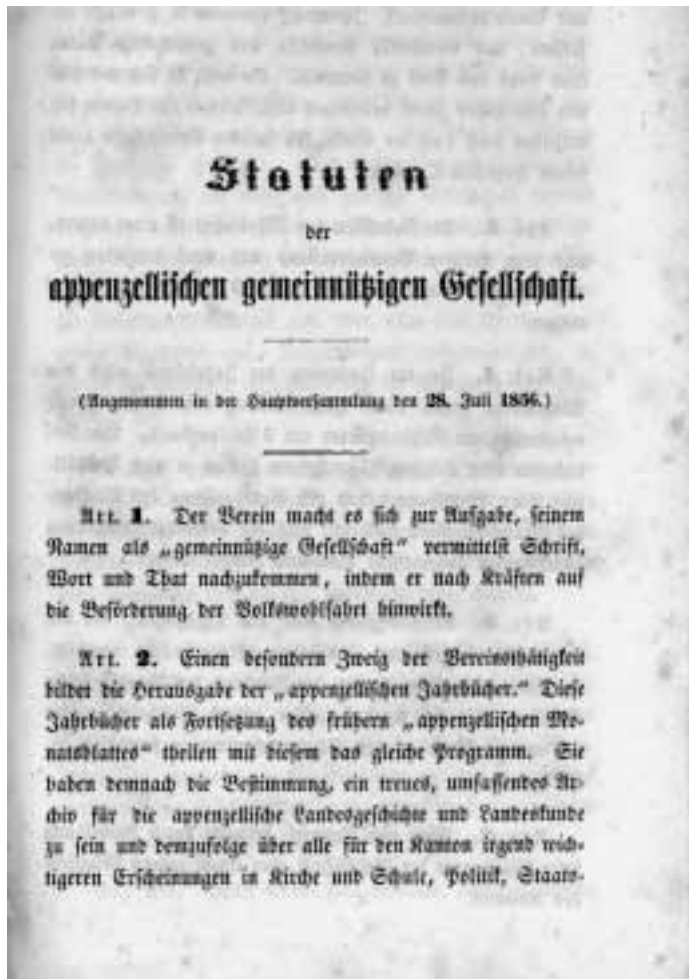 Statuten
der
appenzellischen gemeinnützigen Gesellschaft.
(Angenommen in der Hauptversammlung den 28. Juli 1856.)
Art. 1. Der Verein macht es sich zur Aufgabe, seinem
Namen als „gemeinnützige Gesellschaft“ vermittelst Schrift,
Wort und That nachzukommen, indem er nach Kräften auf
die Beförderung der Volkswohlfahrt hinwirkt.
Art. 2. Einen besondern Zweig der Vereinsthätigkeit
bildet die Herausgabe der „appenzellischen Jahrbücher.“ Diese
Jahrbücher als Fortsetzung des frühern „appenzellischen Mo-
natsblattes“ theilen mit diesem das gleiche Programm. Sie
haben demnach die Bestimmung, ein treues, umfassendes Ar-
chiv für die appenzellische Landesgeschichte und Landeskunde
zu sein und demzufolge über alle für den Kanton irgend wich-
tigeren Erscheinungen in Kirche und Schule, Politik, Staats-